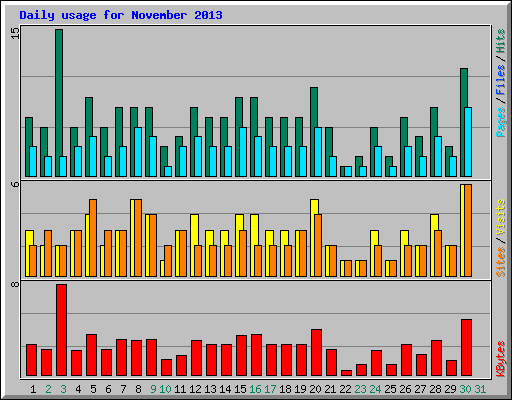 Daily usage for November 2013
15
Pages/Files/Hits
6
Sites/Visits
8
KBytes
1 2 3 4 5 6 7 8 9 10 11 12 13 14 15 16 17 18 19 20 21 22 23 24 25 26 27 28 29 30 31